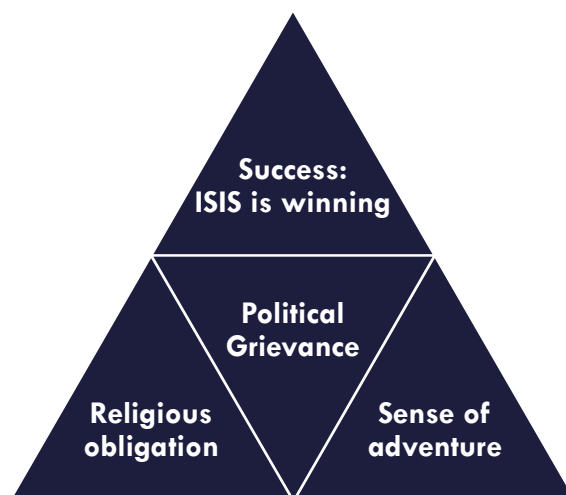 Success:
ISIS is winning
Political
Grievance
Religious
obligation
Sense of
adventure